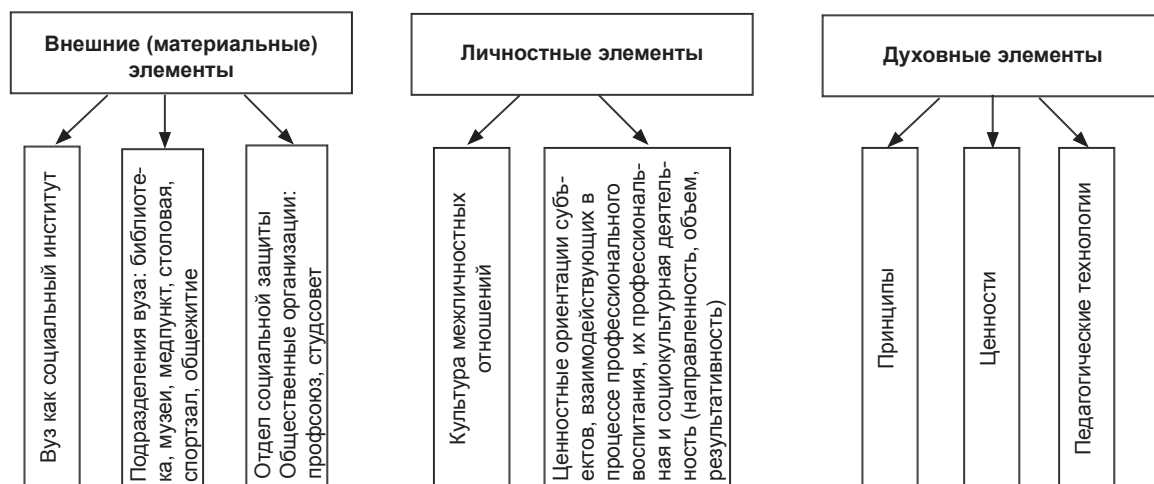 Внешние (материальные)
элементы
Вуз как социальный институт
Подразделения вуза: библиоте-
ка, музеи, медпункт, столовая,
спортзал, общежитие
Отдел социальной защиты
Общественные организации:
профсоюз, студсовет
Личностные элементы
Культура межличностных
отношений
Ценностные ориентации субъ-
ектов, взаимодействующих в
процессе профессионального
воспитания, их профессиональ-
ная и социокультурная деятель-
ность (направленность, объем,
результативность)
Духовные элементы
Принципы
Ценности
Педагогические технологии